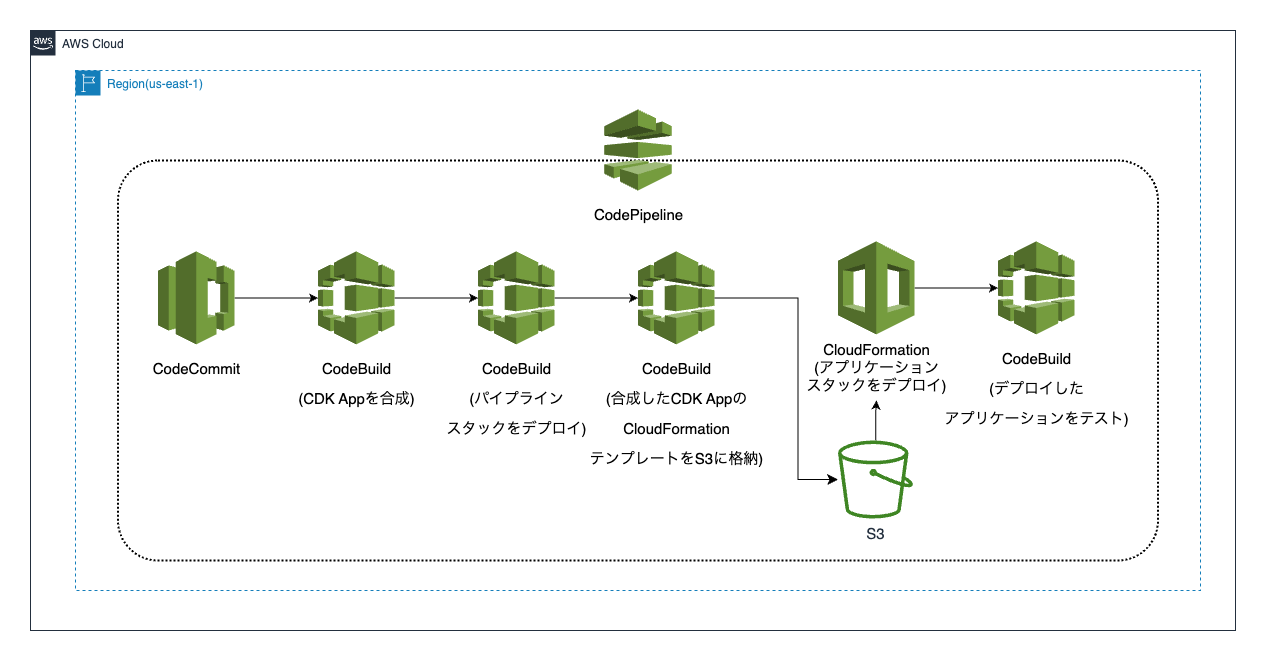 aws
AWS Cloud
Region(us-east-1)
CodePipeline
CodeCommit
CodeBuild
(CDK Appを合成)
CodeBuild
(パイプライン
スタックをデプロイ)
CodeBuild
(合成したCDK Appの
CloudFormation
テンプレートをS3に格納)
CloudFormation
(アプリケーション
スタックをデプロイ)
S3
CodeBuild
(デプロイした
アプリケーションをテスト)